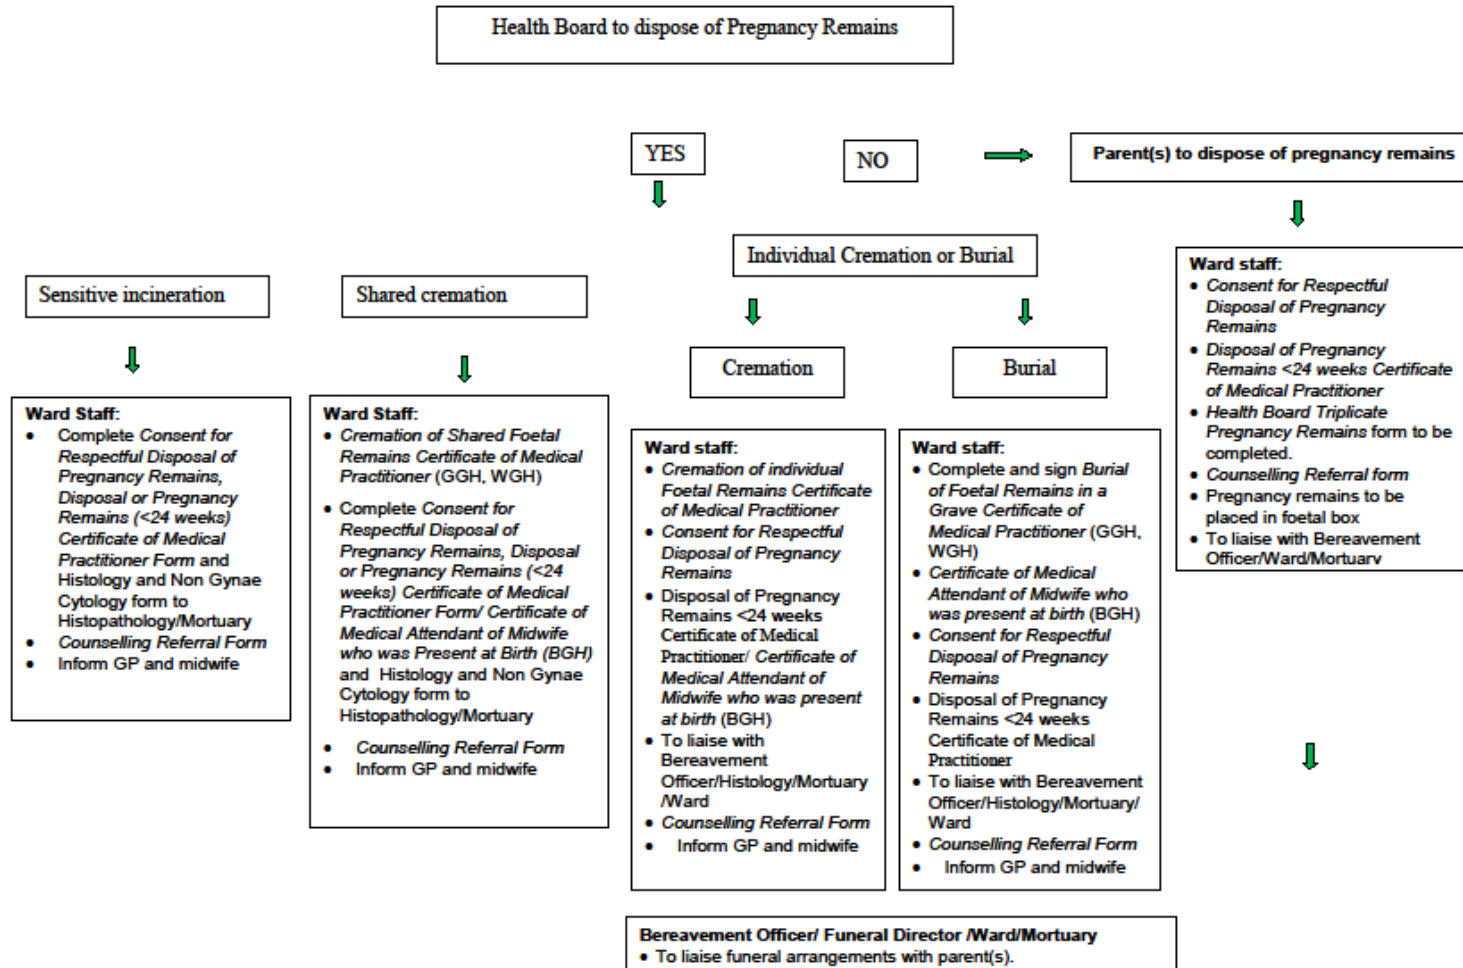 Health Board to dispose of Pregnancy Remains
YES
NO
Parent(s) to dispose of pregnancy remains
Individual Cremation or Burial
Sensitive incineration
Shared cremation
Cremation
Burial
Ward Staff:
• Complete Consent for
Respectful Disposal of
Pregnancy Remains,
Disposal or Pregnancy
Remains (<24 weeks)
Certificate of Medical
Practitioner Form and
Histology and Non Gynae
Cytology form to
Histopathology/Mortuary
• Counselling Referral Form
• Inform GP and midwife
Ward Staff:
• Cremation of Shared Foetal
Remains Certificate of Medical
Practitioner (GGH, WGH)
• Complete Consent for
Respectful Disposal of
Pregnancy Remains, Disposal
or Pregnancy Remains (<24
weeks) Certificate of Medical
Practitioner Form/ Certificate of
Medical Attendant of Midwife
who was Present at Birth (BGH)
and Histology and Non Gynae
Cytology form to
Histopathology/Mortuary
• Counselling Referral Form
• Inform GP and midwife
Ward staff:
• Cremation of individual
Foetal Remains Certificate
of Medical Practitioner
• Consent for Respectful
Disposal of Pregnancy
Remains
• Disposal of Pregnancy
Remains <24 weeks
Certificate of Medical
Practitioner/ Certificate of
Medical Attendant of
Midwife who was present
at birth (BGH)
• To liaise with
Bereavement
Officer/Histology/Mortuary
/Ward
• Counselling Referral Form
• Inform GP and midwife
Ward staff:
• Complete and sign Burial
of Foetal Remains in a
Grave Certificate of
Medical Practitioner (GGH,
WGH)
• Certificate of Medical
Attendant of Midwife who
was present at birth (BGH)
• Consent for Respectful
Disposal of Pregnancy
Remains
• Disposal of Pregnancy
Remains <24 weeks
Certificate of Medical
Practitioner
• To liaise with Bereavement
Officer/Histology/Mortuary/
Ward
• Counselling Referral Form
• Inform GP and midwife
Ward staff:
• Consent for Respectful
Disposal of Pregnancy
Remains
• Disposal of Pregnancy
Remains <24 weeks Certificate
of Medical Practitioner
• Health Board Triplicate
Pregnancy Remains form to be
completed.
• Counselling Referral form
• Pregnancy remains to be
placed in foetal box
• To liaise with Bereavement
Officer/Ward/Mortuary
Bereavement Officer/ Funeral Director /Ward/Mortuary
• To liaise funeral arrangements with parent(s).